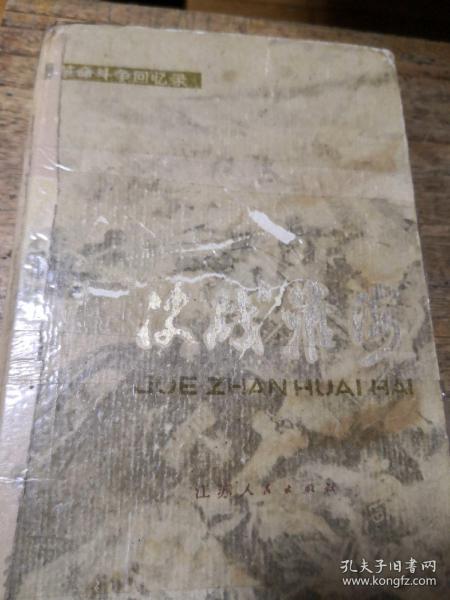 革命斗争回忆录
决战淮海
JUE ZHAN HUAI HAI
江苏人民出版社
孔夫子旧书网
www.kongfz.com